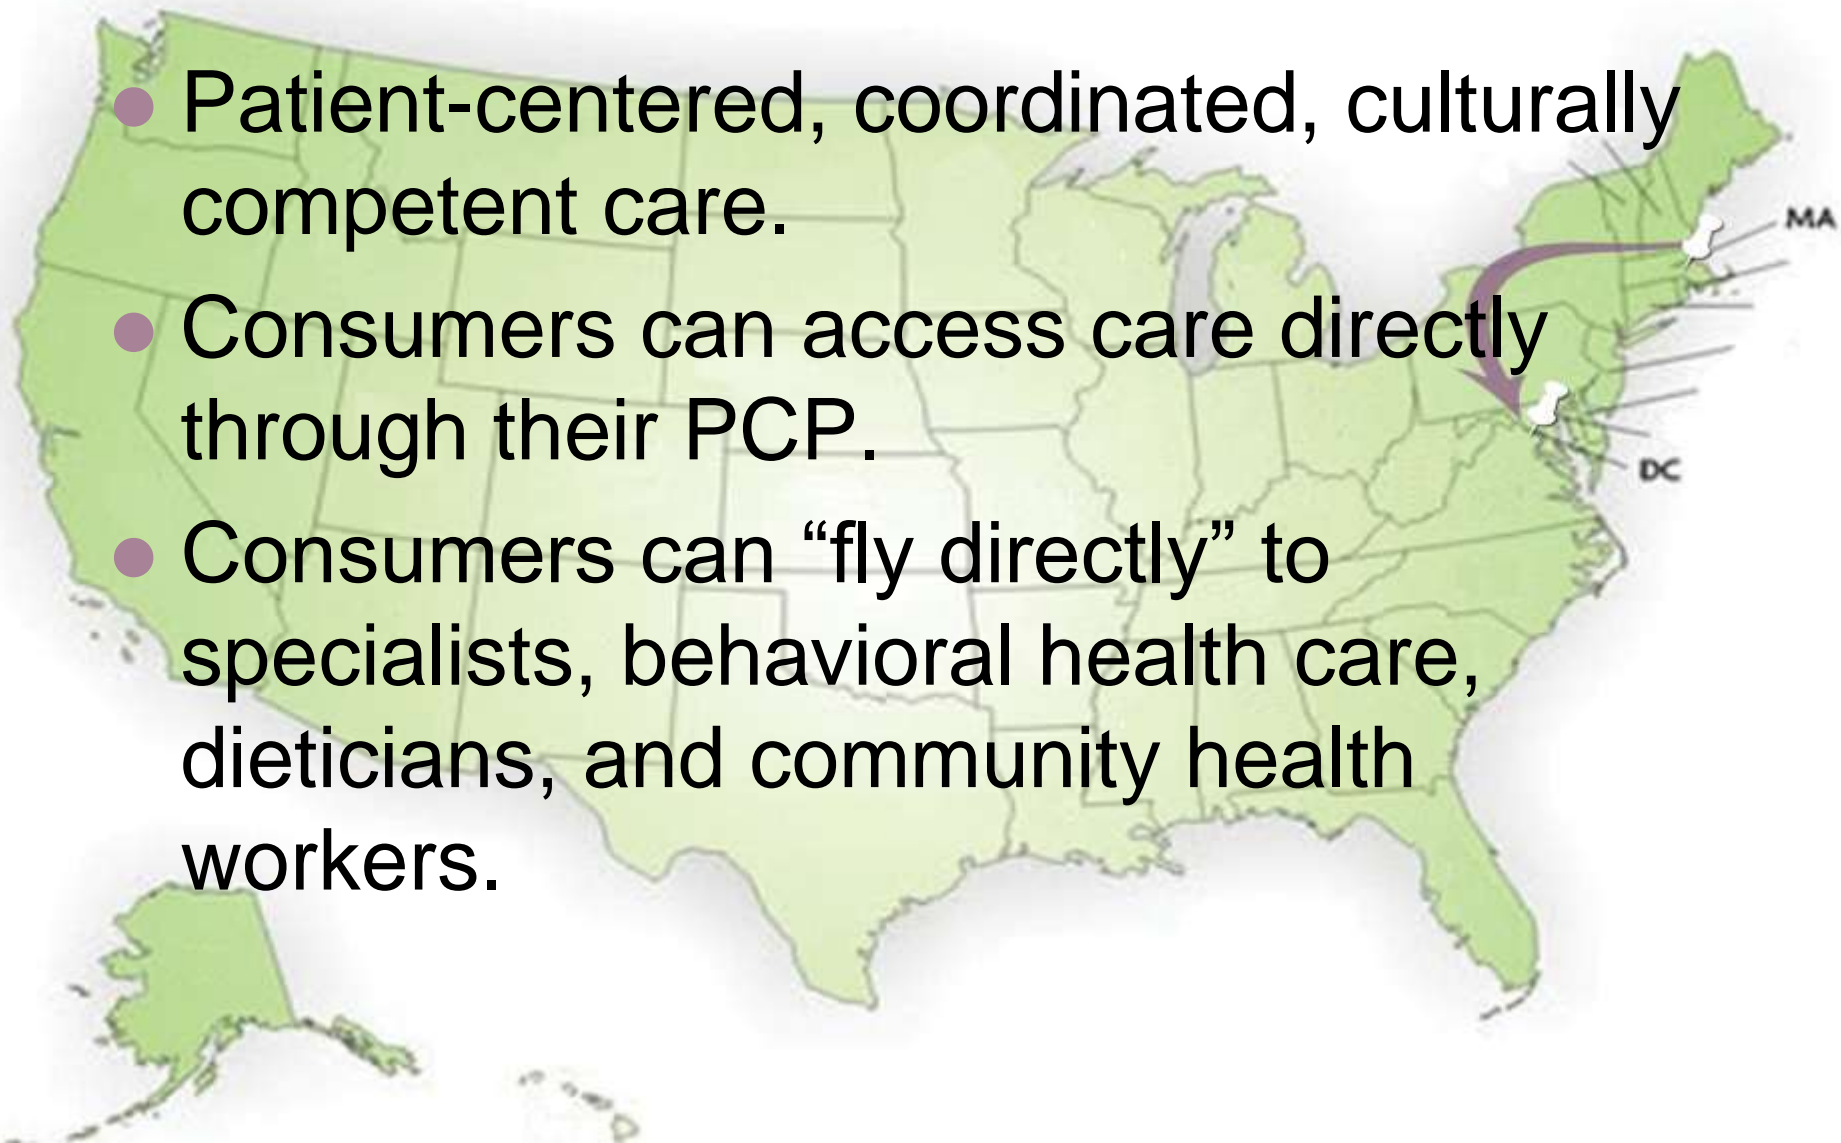 ● Patient-centered, coordinated, culturally
competent care.
MA
● Consumers can access care directly
through their PCP.
DC
● Consumers can “fly directly” to
specialists, behavioral health care,
dieticians, and community health
workers.